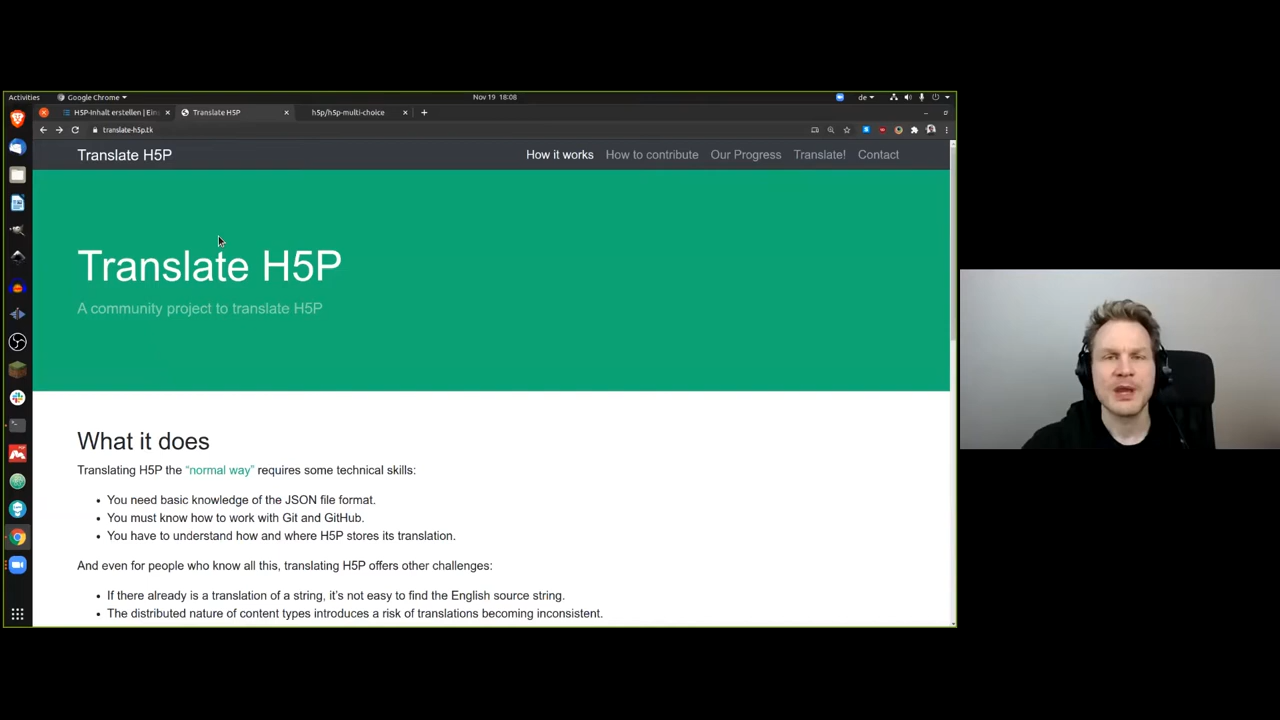 Activities
Google Chrome
Nov 19 18:08
de
H5P-Inhalt erstellen | Ein
Translate H5P
h5p/h5p-multi-choice
translate-h5p.tk
Translate H5P
How it works
How to contribute
Our Progress
Translate!
Contact
Translate H5P
A community project to translate H5P
What it does
Translating H5P the “normal way” requires some technical skills:
• You need basic knowledge of the JSON file format.
• You must know how to work with Git and GitHub.
• You have to understand how and where H5P stores its translation.
And even for people who know all this, translating H5P offers other challenges:
• If there already is a translation of a string, it’s not easy to find the English source string.
• The distributed nature of content types introduces a risk of translations becoming inconsistent.